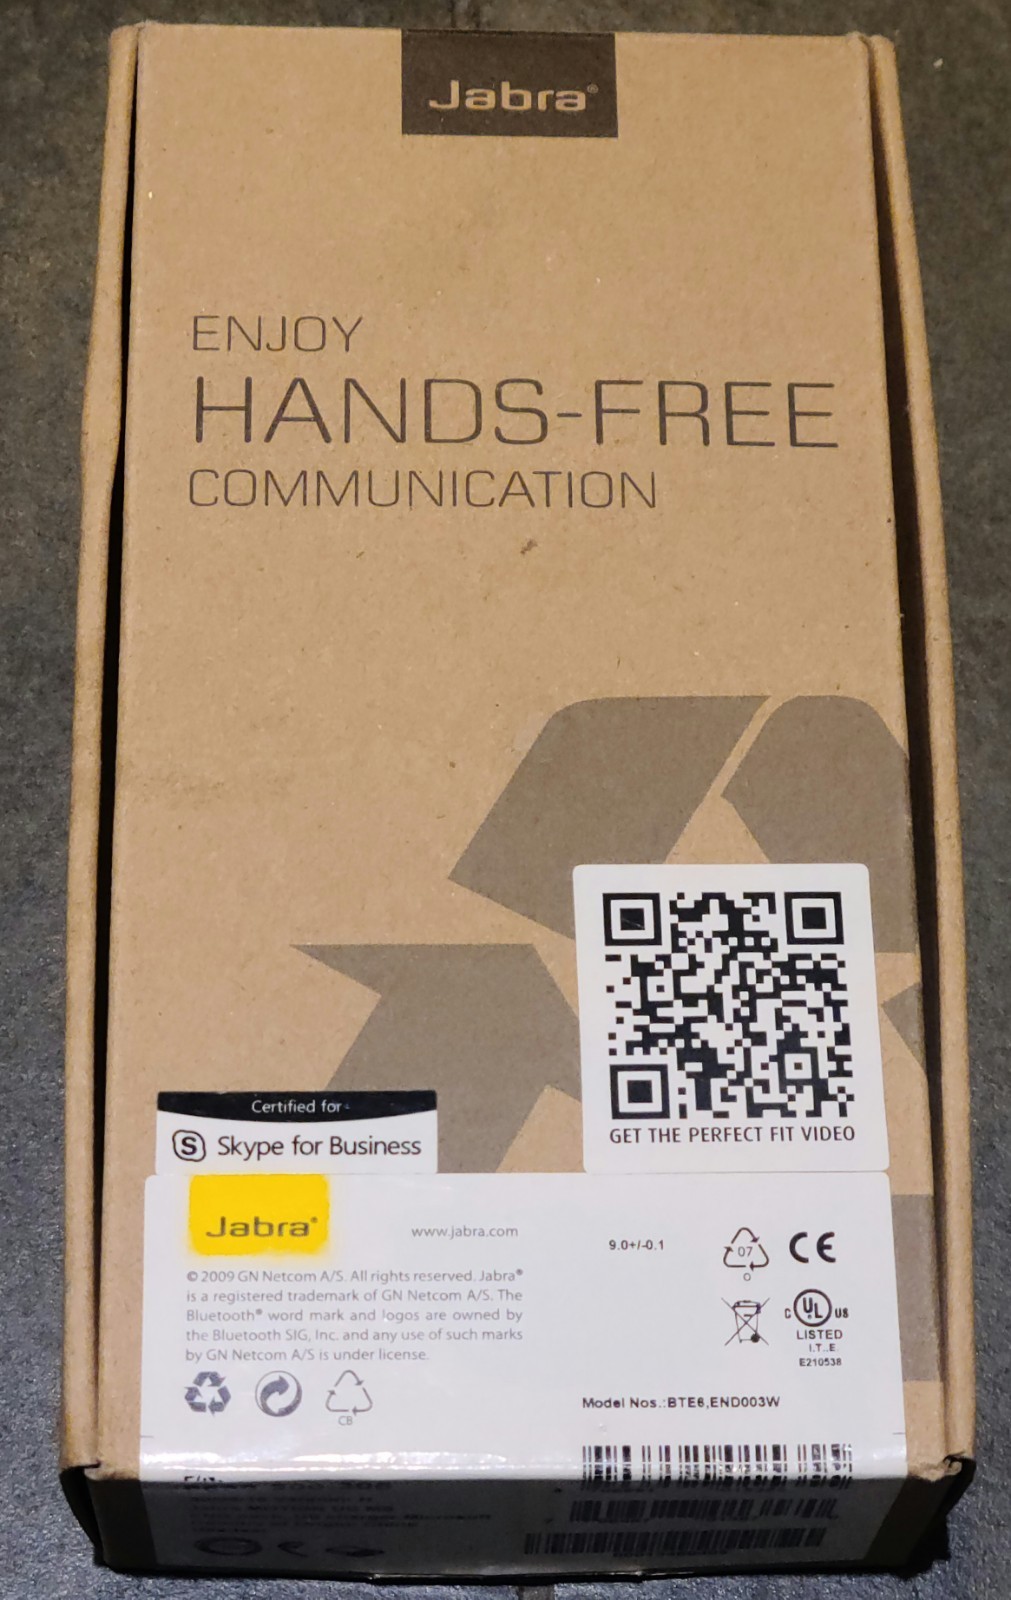 Jabra®
ENJOY
HANDS-FREE
COMMUNICATION
GET THE PERFECT FIT VIDEO
Certified for
S Skype for Business
Jabra®
www.jabra.com
© 2009 GN Netcom A/S. All rights reserved. Jabra®
is a registered trademark of GN Netcom A/S. The
Bluetooth® word mark and logos are owned by
the Bluetooth SIG, Inc. and any use of such marks
by GN Netcom A/S is under license.
CB
9.0+/-0.1
07
O
CE
C UL US
LISTED
I.T..E.
E210538
Model Nos.:BTE6,END003W